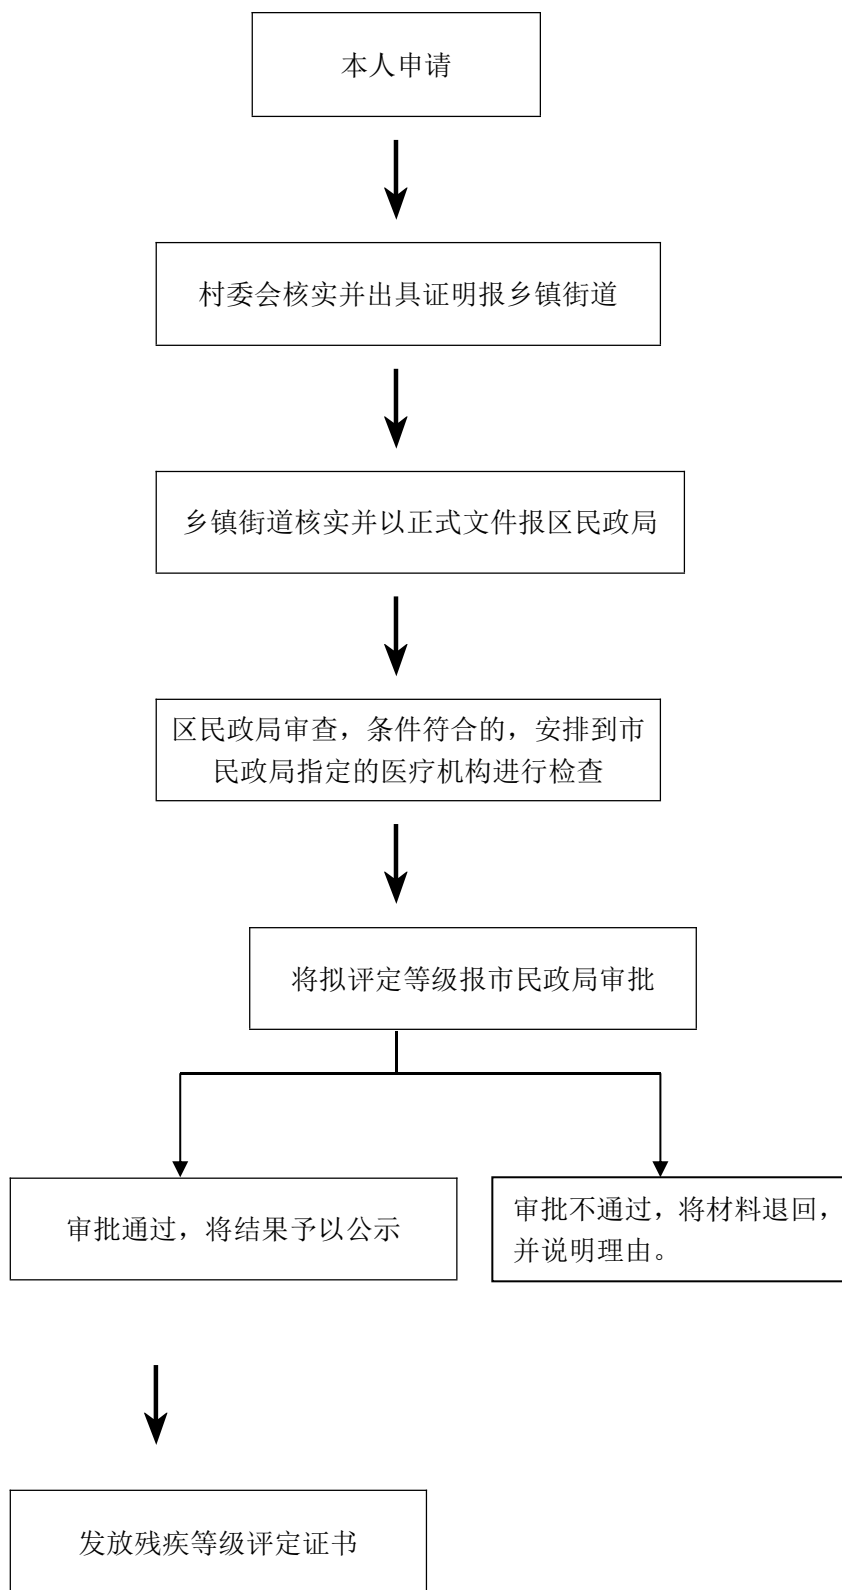 本人申请
村委会核实并出具证明报乡镇街道
乡镇街道核实并以正式文件报区民政局
区民政局审查，条件符合的，安排到市
民政局指定的医疗机构进行检查
将拟评定等级报市民政局审批
审批通过，将结果予以公示
审批不通过，将材料退回，
并说明理由。
发放残疾等级评定证书